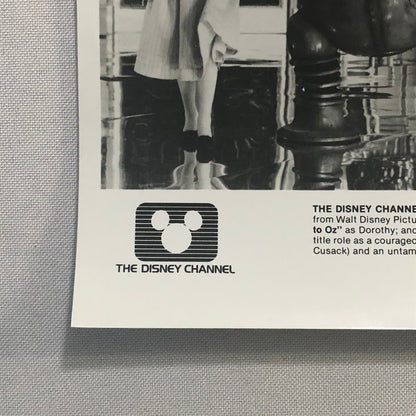 THE DISNEY CHANNEL
THE DISNEY CHANNE
from Walt Disney Pictu
to Oz" as Dorothy; and
title role as a courageo
Cusack) and an untam